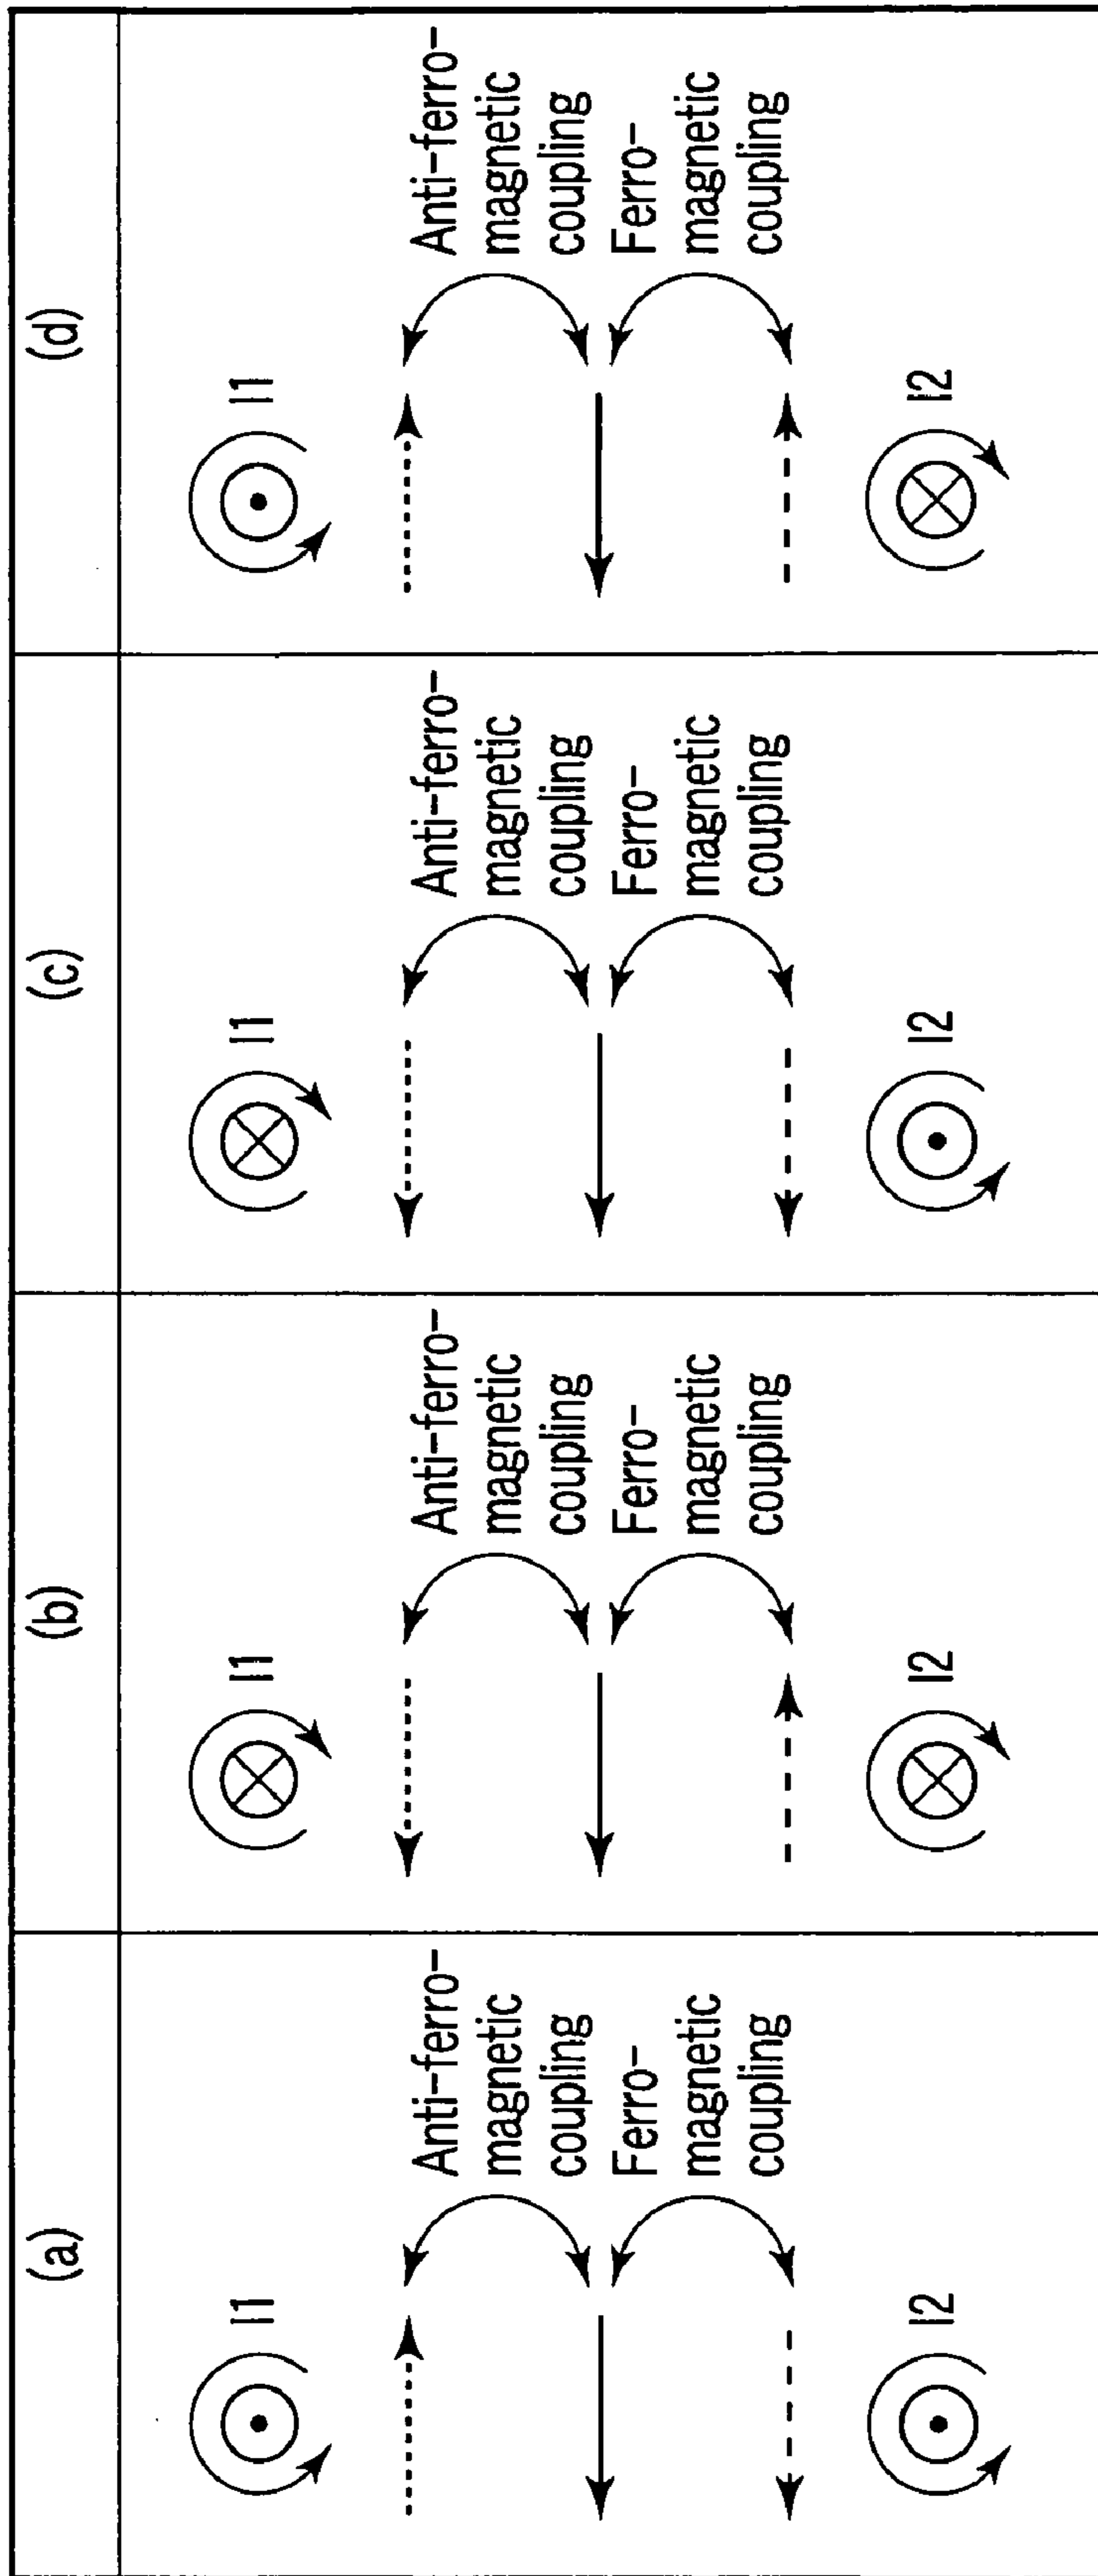 (a)
I1
Anti-ferro-
magnetic
coupling
Ferro-
magnetic
coupling
I2
(b)
I1
Anti-ferro-
magnetic
coupling
Ferro-
magnetic
coupling
I2
(c)
I1
Anti-ferro-
magnetic
coupling
Ferro-
magnetic
coupling
I2
(d)
I1
Anti-ferro-
magnetic
coupling
Ferro-
magnetic
coupling
I2